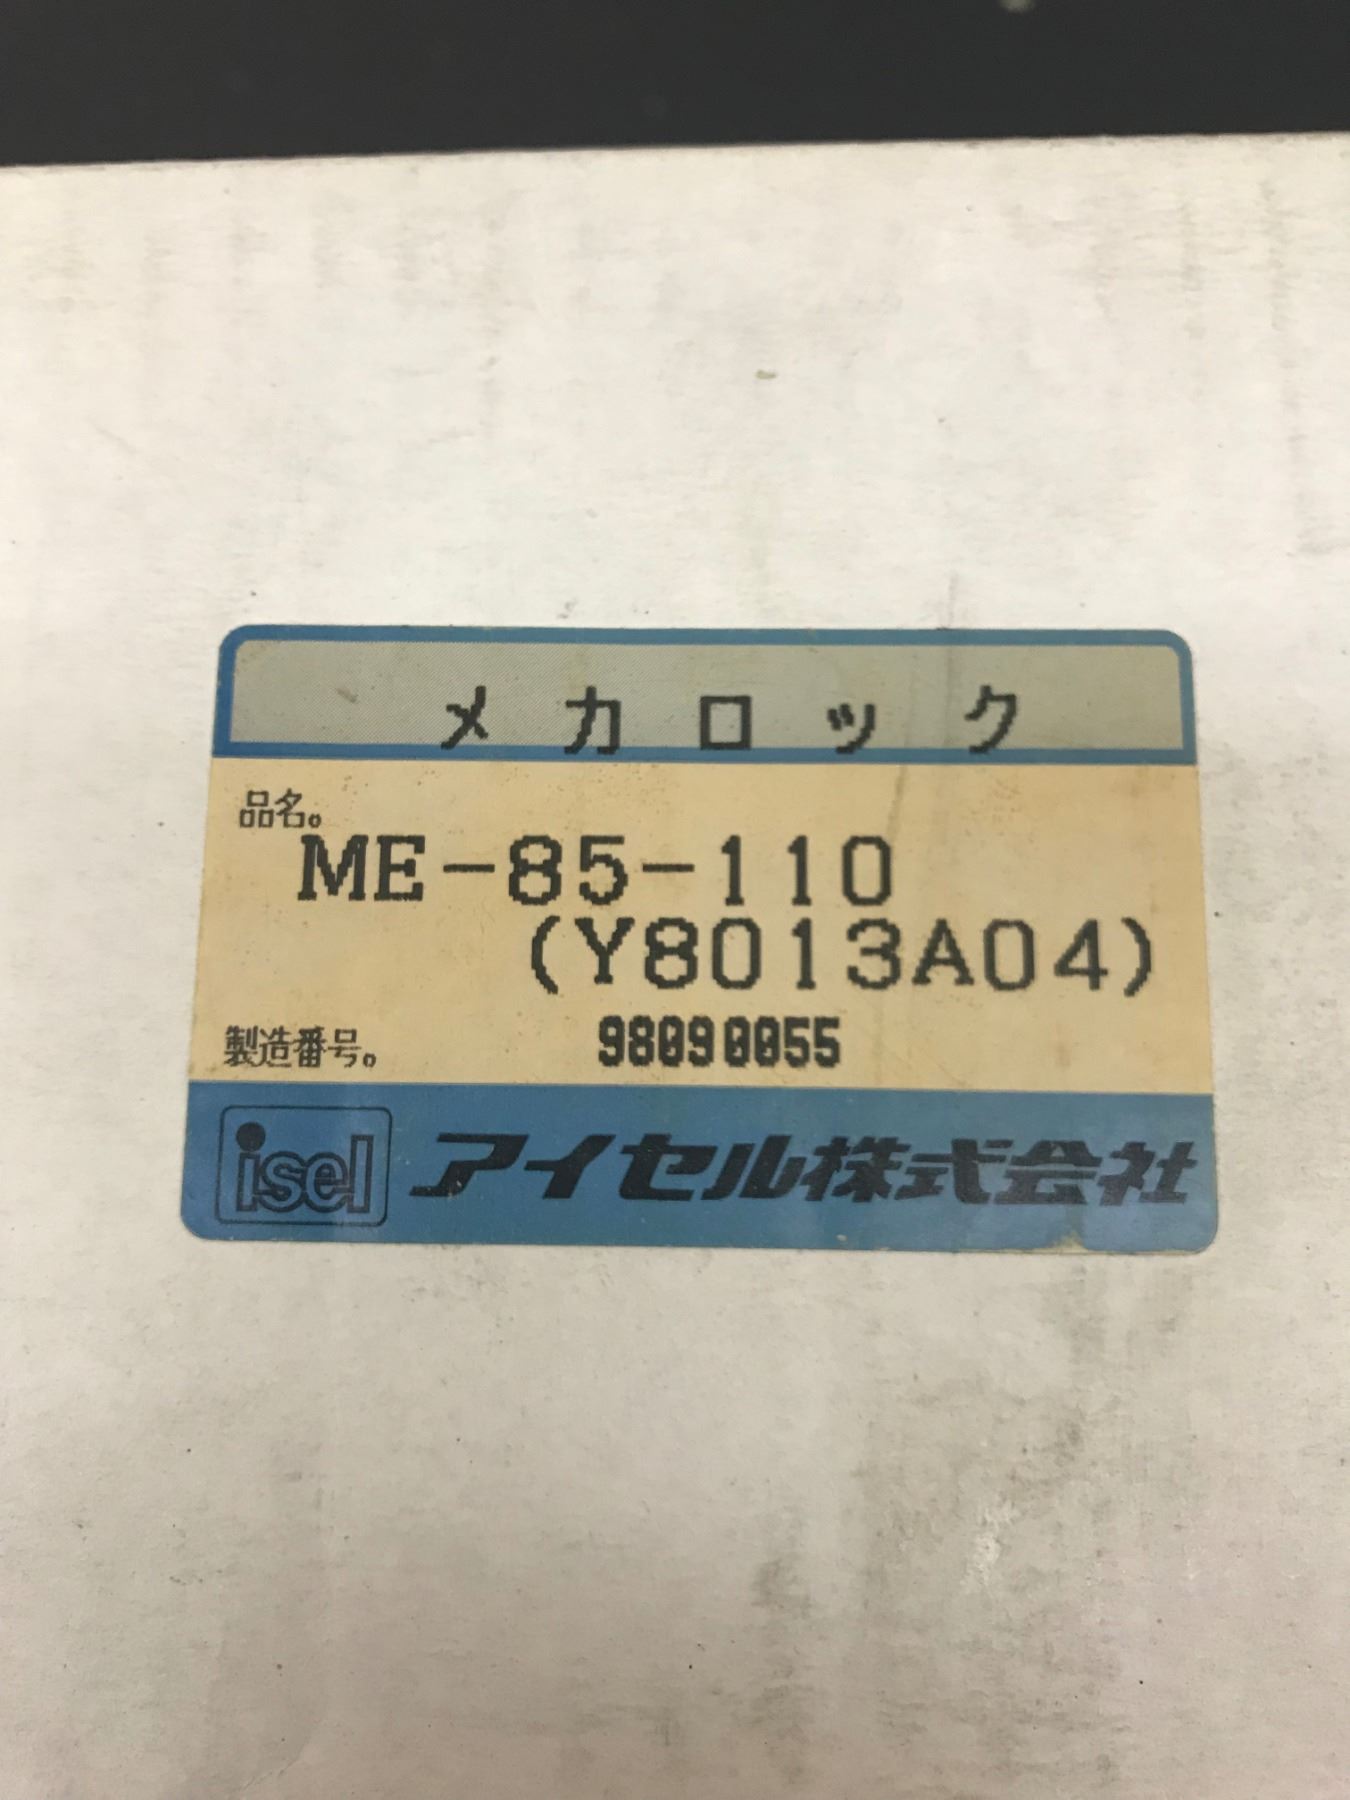 メカロック
品名。
ME-85-110
(Y8013A04)
製造番号。 98090055
isel アイセル株式会社